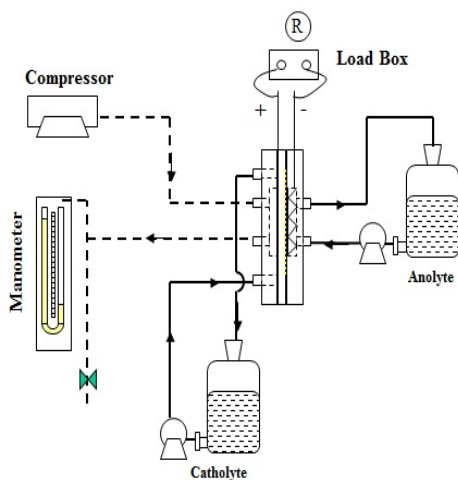 R
Compressor
Load Box
+ -
Manometer
Anolyte
Catholyte